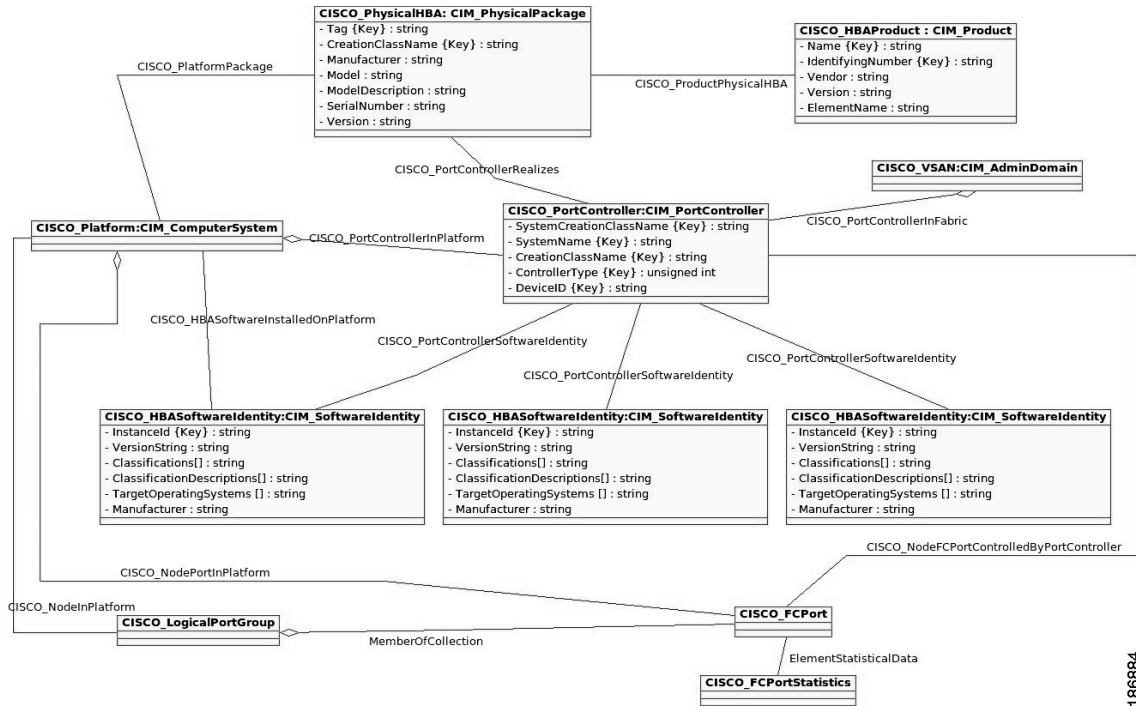 CISCO_PhysicalHBA: CIM_PhysicalPackage
- Tag {Key} : string
- CreationClassName {Key} : string
- Manufacturer : string
- Model : string
- ModelDescription : string
- SerialNumber : string
- Version : string
CISCO_HBAProduct : CIM_Product
- Name {Key} : string
- IdentifyingNumber {Key} : string
- Vendor : string
- Version : string
- ElementName : string
CISCO_PlatformPackage
CISCO_ProductPhysicalHBA
CISCO_PortControllerRealizes
CISCO_VSAN:CIM_AdminDomain
CISCO_Platform:CIM_ComputerSystem
CISCO_PortControllerInPlatform
CISCO_PortController:CIM_PortController
- SystemCreationClassName {Key} : string
- SystemName {Key} : string
- CreationClassName {Key} : string
- ControllerType {Key} : unsigned int
- DeviceID {Key} : string
CISCO_PortControllerInFabric
CISCO_HBASoftwareInstalledOnPlatform
CISCO_PortControllerSoftwareIdentity
CISCO_PortControllerSoftwareIdentity
CISCO_PortControllerSoftwareIdentity
CISCO_HBASoftwareIdentity:CIM_SoftwareIdentity
- InstanceId {Key} : string
- VersionString : string
- Classifications[] : string
- ClassificationDescriptions[] : string
- TargetOperatingSystems [] : string
- Manufacturer : string
CISCO_HBASoftwareIdentity:CIM_SoftwareIdentity
- InstanceId {Key} : string
- VersionString : string
- Classifications[] : string
- ClassificationDescriptions[] : string
- TargetOperatingSystems [] : string
- Manufacturer : string
CISCO_HBASoftwareIdentity:CIM_SoftwareIdentity
- InstanceId {Key} : string
- VersionString : string
- Classifications[] : string
- ClassificationDescriptions[] : string
- TargetOperatingSystems [] : string
- Manufacturer : string
CISCO_NodeFCPortControlledByPortController
CISCO_NodePortInPlatform
CISCO_NodeInPlatform
CISCO_LogicalPortGroup
MemberOfCollection
CISCO_FCPort
ElementStatisticalData
CISCO_FCPortStatistics
186884